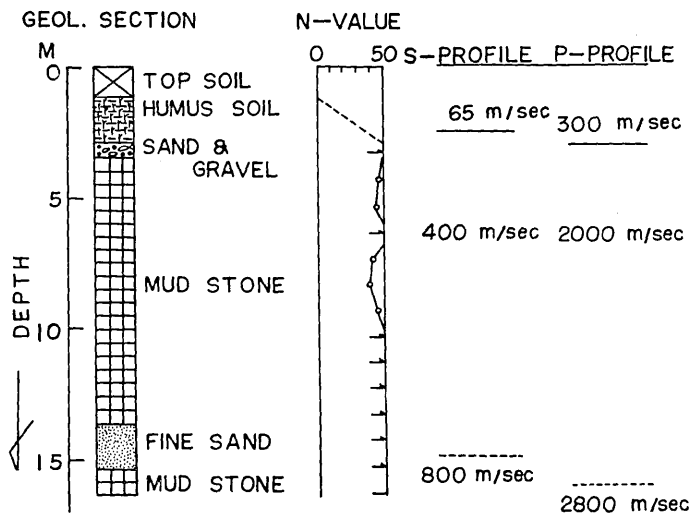 GEOL. SECTION
N-VALUE
M
0
50
S-PROFILE
P-PROFILE
0
TOP SOIL
HUMUS SOIL
65 m/sec
300 m/sec
SAND &
GRAVEL
5
400 m/sec
2000 m/sec
MUD STONE
DEPTH
10
FINE SAND
15
800 m/sec
MUD STONE
2800 m/sec